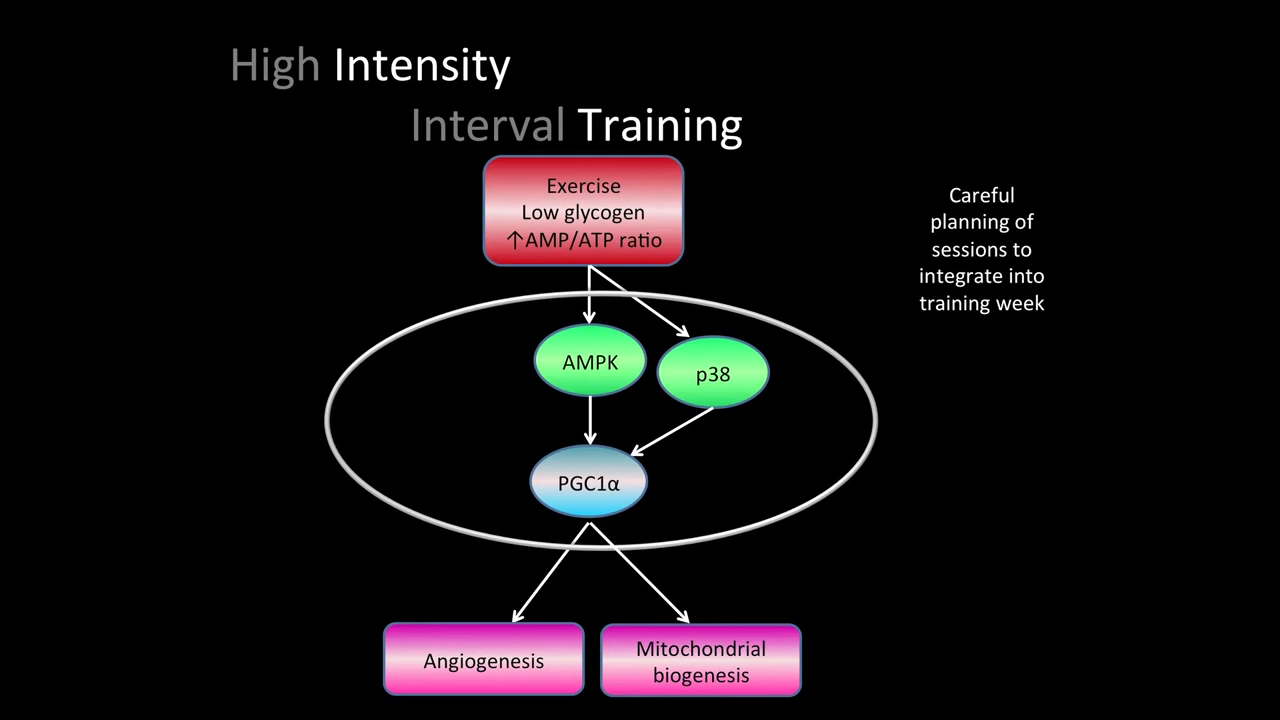 High Intensity
Interval Training
Exercise
Low glycogen
↑AMP/ATP ratio
Careful
planning of
sessions to
integrate into
training week
AMPK
p38
PGC1α
Angiogenesis
Mitochondrial
biogenesis